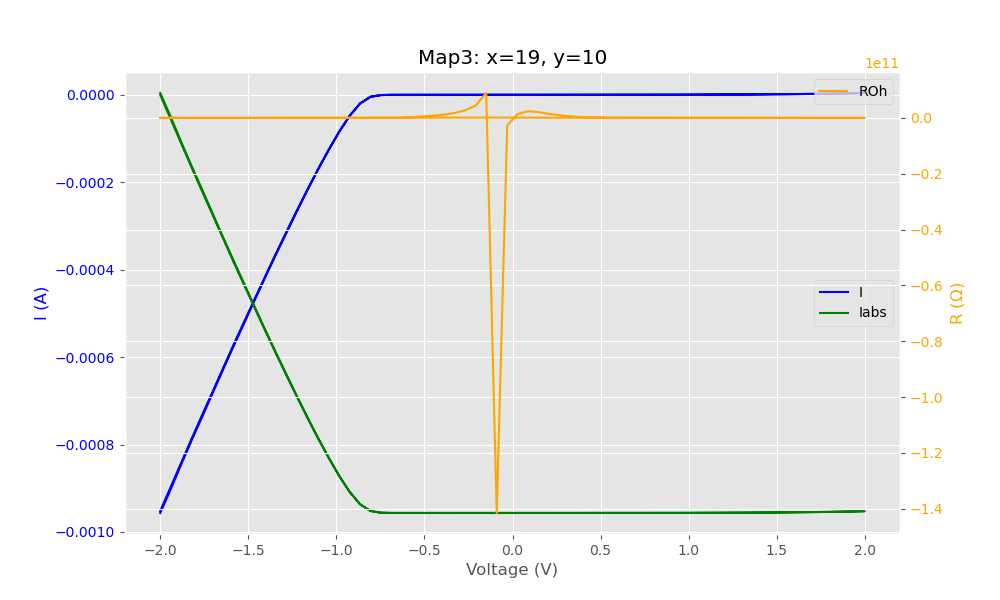 Map3: x=19, y=10
1e11
ROh
0.0000
−0.0002
−0.0004
−0.0006
−0.0008
−0.0010
I (A)
0.0
−0.2
−0.4
−0.6
−0.8
−1.0
−1.2
−1.4
R (Ω)
I
Iabs
−2.0
−1.5
−1.0
−0.5
0.0
0.5
1.0
1.5
2.0
Voltage (V)